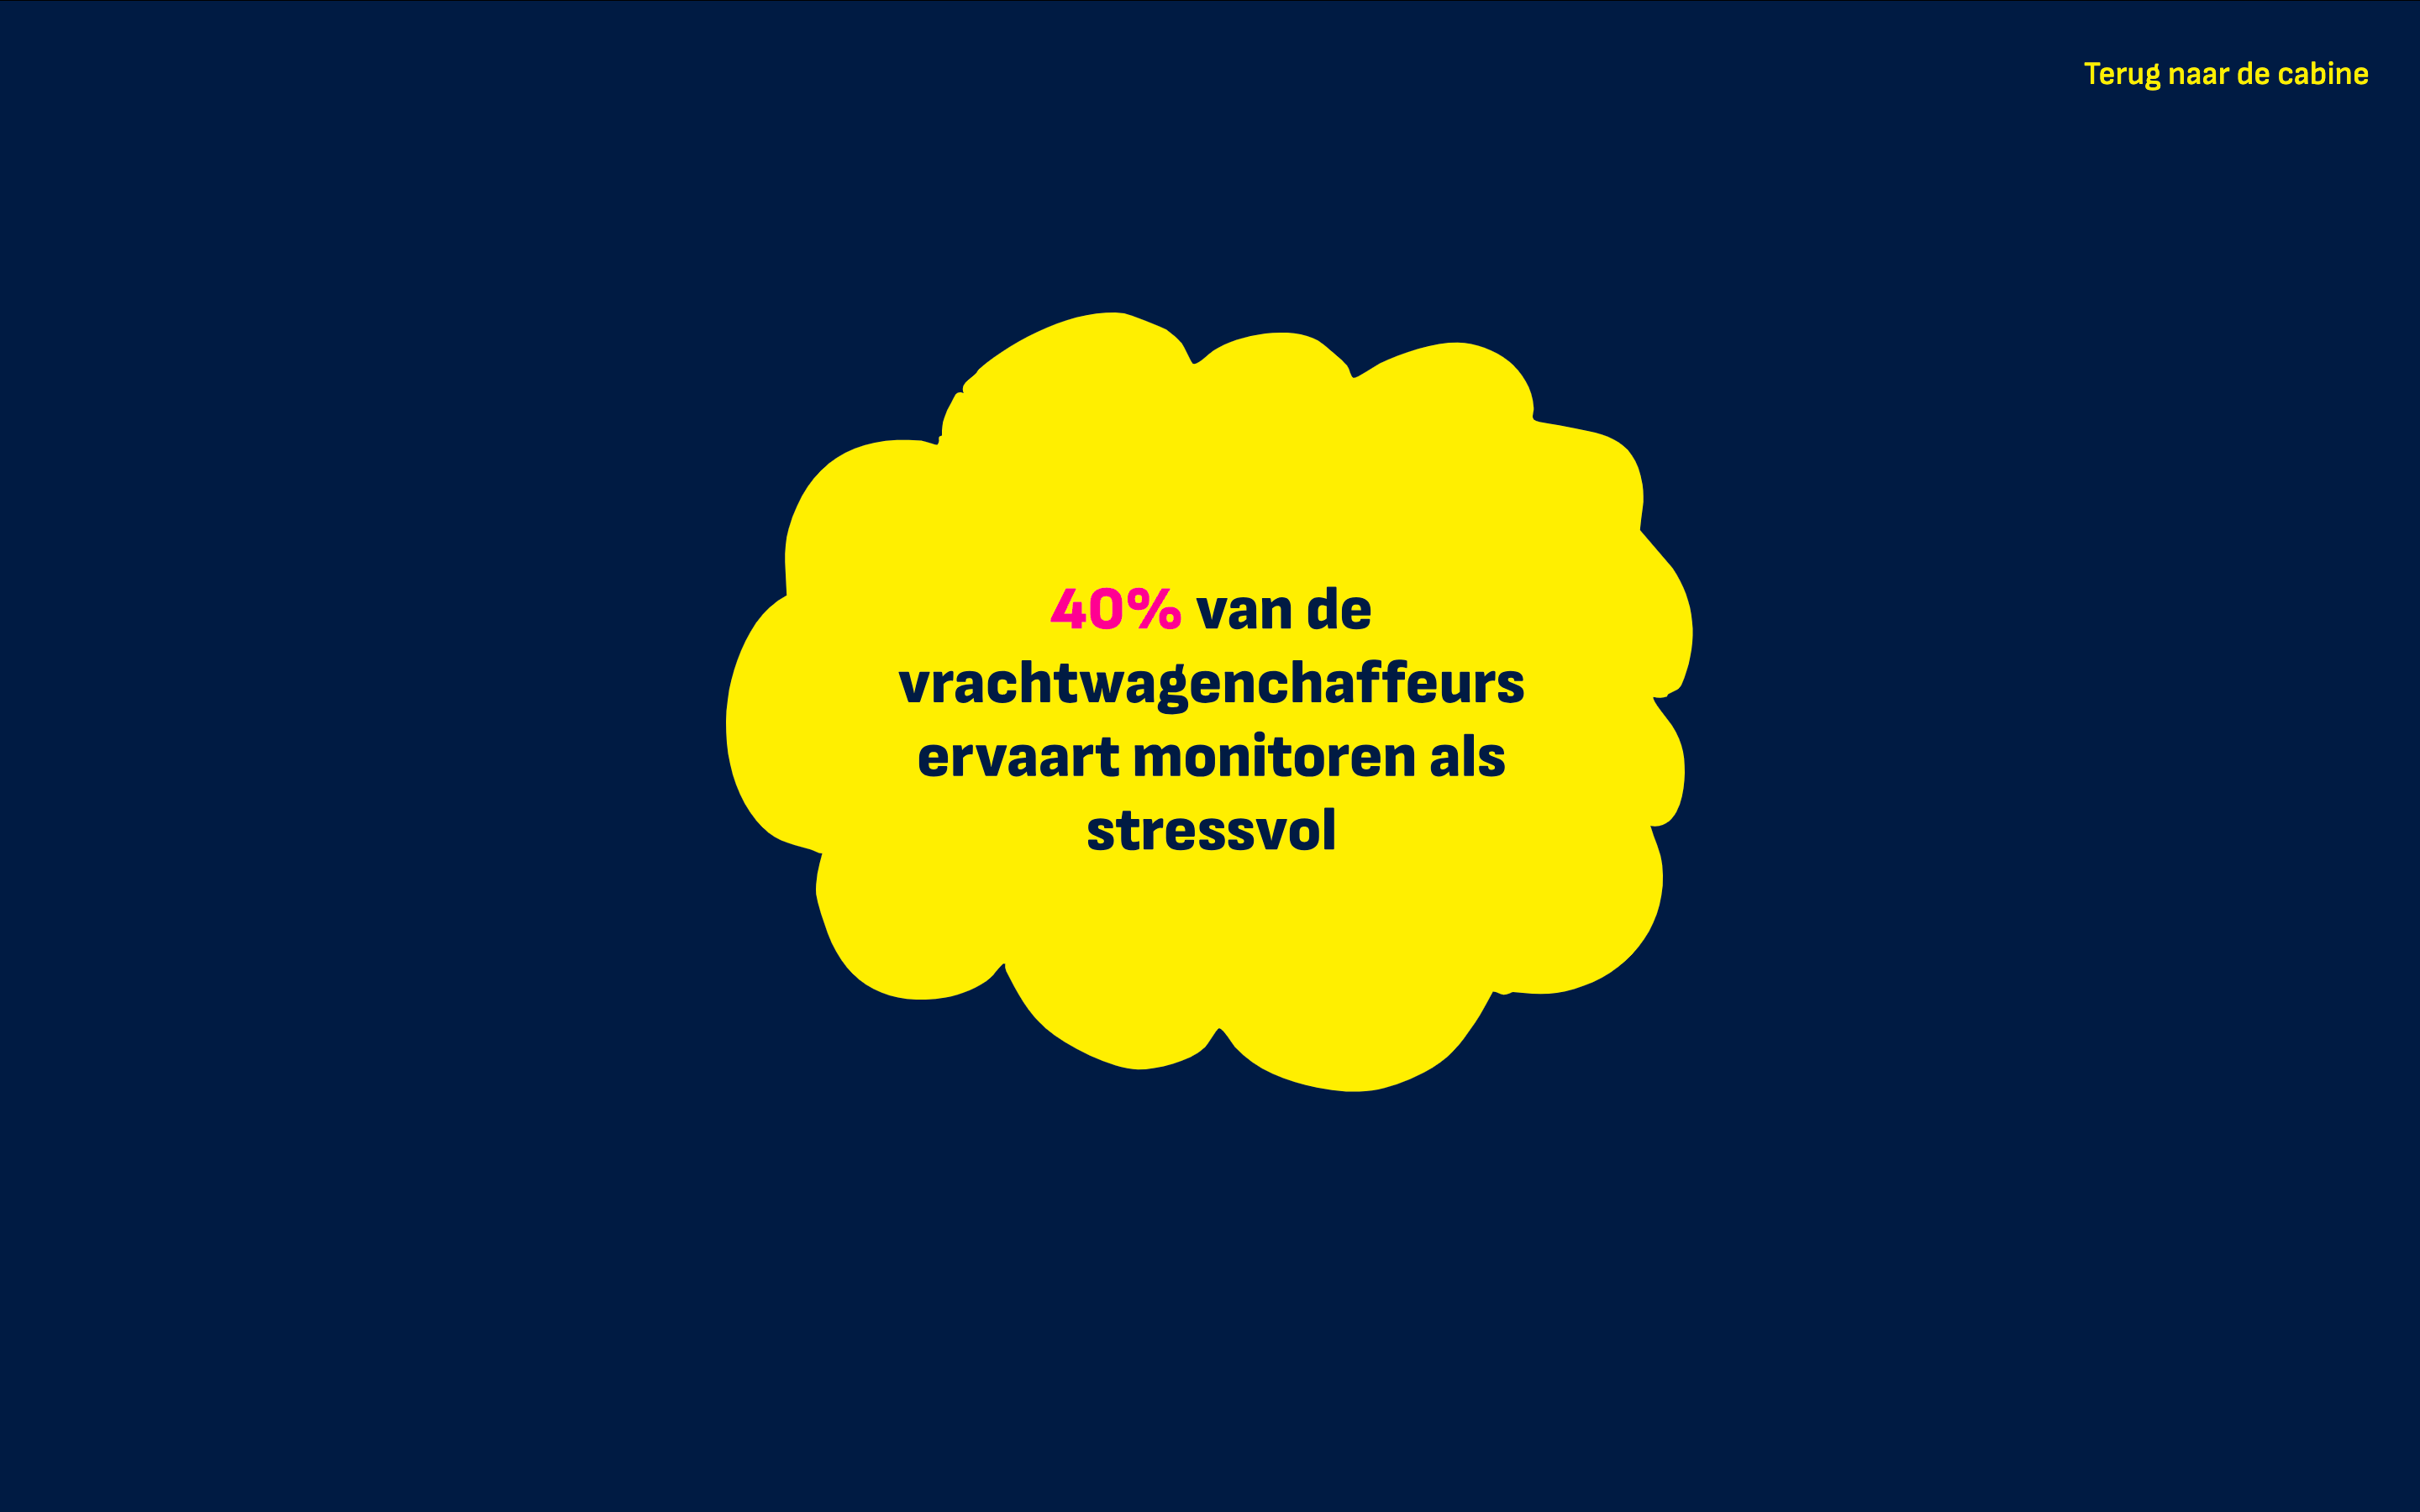 Terug naar de cabine
40% van de
vrachtwagenchaffeurs
ervaart monitoren als
stressvol